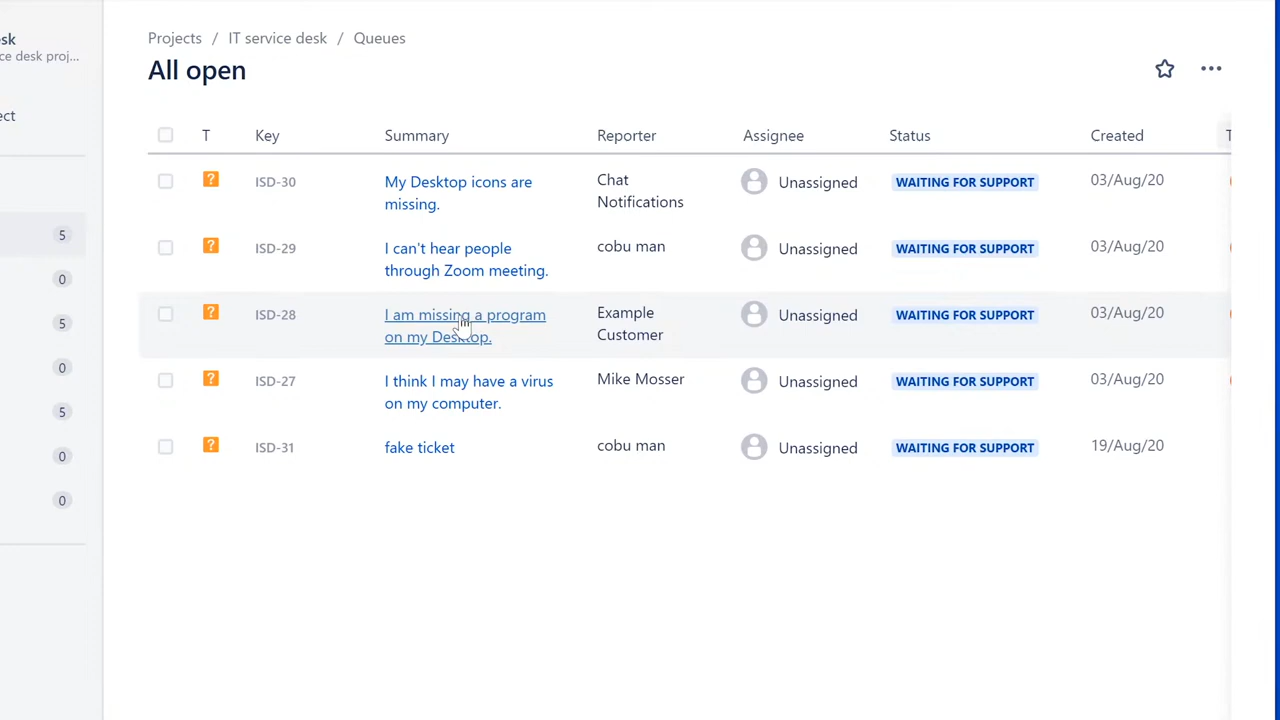 sk
ce desk proj...
ect
5
0
5
0
5
0
0
Projects / IT service desk / Queues
All open
T Key Summary Reporter Assignee Status Created T
? ISD-30 My Desktop icons are missing. Chat Notifications Unassigned WAITING FOR SUPPORT 03/Aug/20
? ISD-29 I can't hear people through Zoom meeting. cobu man Unassigned WAITING FOR SUPPORT 03/Aug/20
? ISD-28 I am missing a program on my Desktop. Example Customer Unassigned WAITING FOR SUPPORT 03/Aug/20
? ISD-27 I think I may have a virus on my computer. Mike Mosser Unassigned WAITING FOR SUPPORT 03/Aug/20
? ISD-31 fake ticket cobu man Unassigned WAITING FOR SUPPORT 19/Aug/20